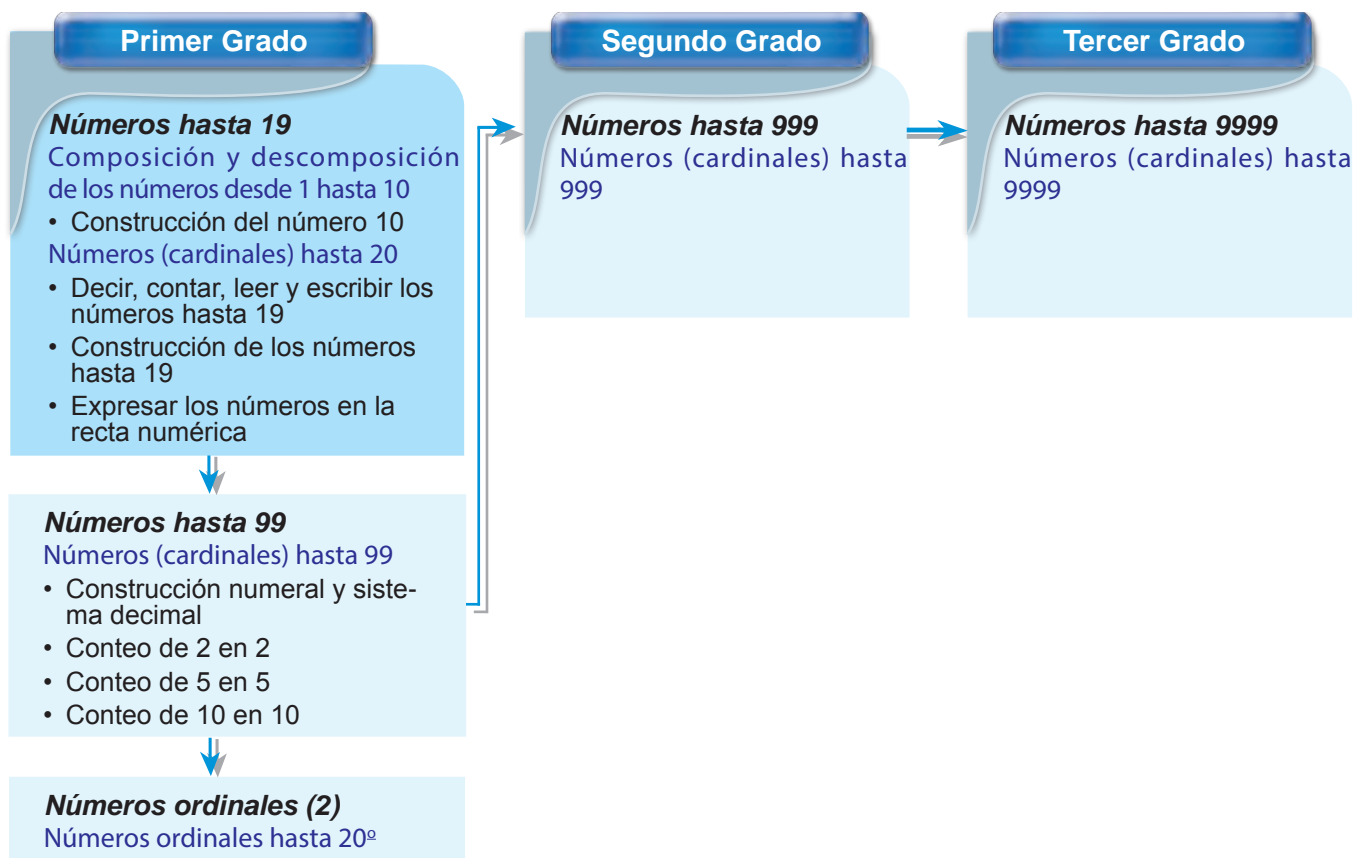 Primer Grado
Números hasta 19
Composición y descomposición
de los números desde 1 hasta 10
• Construcción del número 10
Números (cardinales) hasta 20
• Decir, contar, leer y escribir los
números hasta 19
• Construcción de los números
hasta 19
• Expresar los números en la
recta numérica
Números hasta 99
Números (cardinales) hasta 99
• Construcción numeral y siste-
ma decimal
• Conteo de 2 en 2
• Conteo de 5 en 5
• Conteo de 10 en 10
Números ordinales (2)
Números ordinales hasta 20º
Segundo Grado
Números hasta 999
Números (cardinales) hasta
999
Tercer Grado
Números hasta 9999
Números (cardinales) hasta
9999